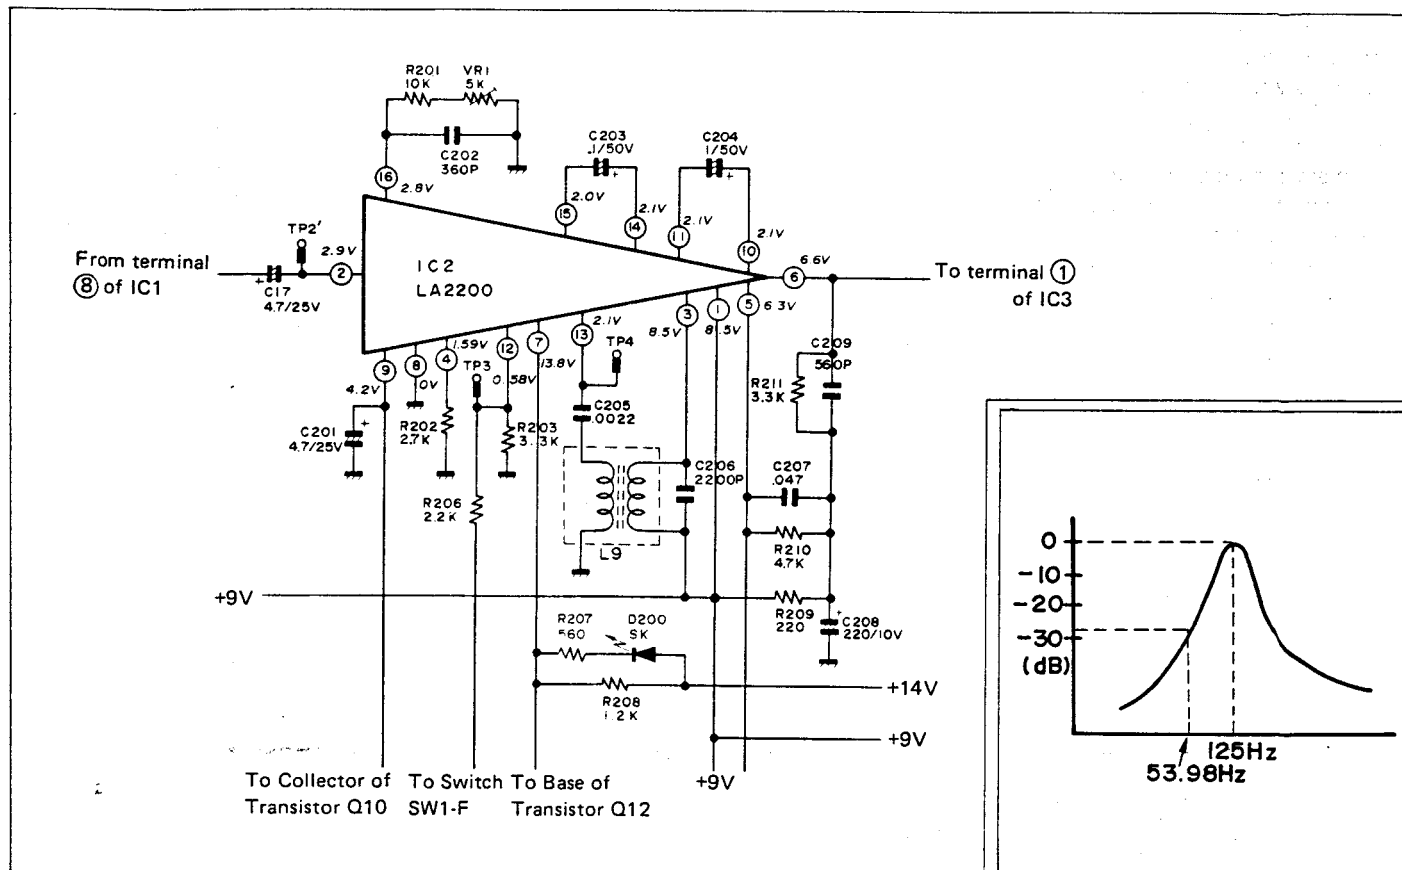 R201
10K
VR1
5K
C202
360P
16
2.8V
C203
.1/50V
C204
.1/50V
2.0V
15
2.1V
14
2.1V
11
2.1V
10
TP2'
2.9V
2
From terminal
8 of IC1
+
C17
4.7/25V
IC2
LA2200
6.6V
6
To terminal 1
of IC3
9
4.2V
8
0V
4
1.59V
12
0.58V
7
13.8V
13
2.1V
3
8.5V
1
8.5V
5
6.3V
TP3
TP4
C201
4.7/25V
+
R202
2.7K
R203
3.3K
R206
2.2K
C205
.0022
C206
2200P
L9
C209
560P
R211
3.3K
C207
.047
R210
4.7K
R209
220
C208
220/10V
+
+9V
R207
560
D200
SK
R208
1.2K
+14V
+9V
+9V
To Collector of
Transistor Q10
To Switch
SW1-F
To Base of
Transistor Q12
0
-10
-20
-30
(dB)
125Hz
53.98Hz